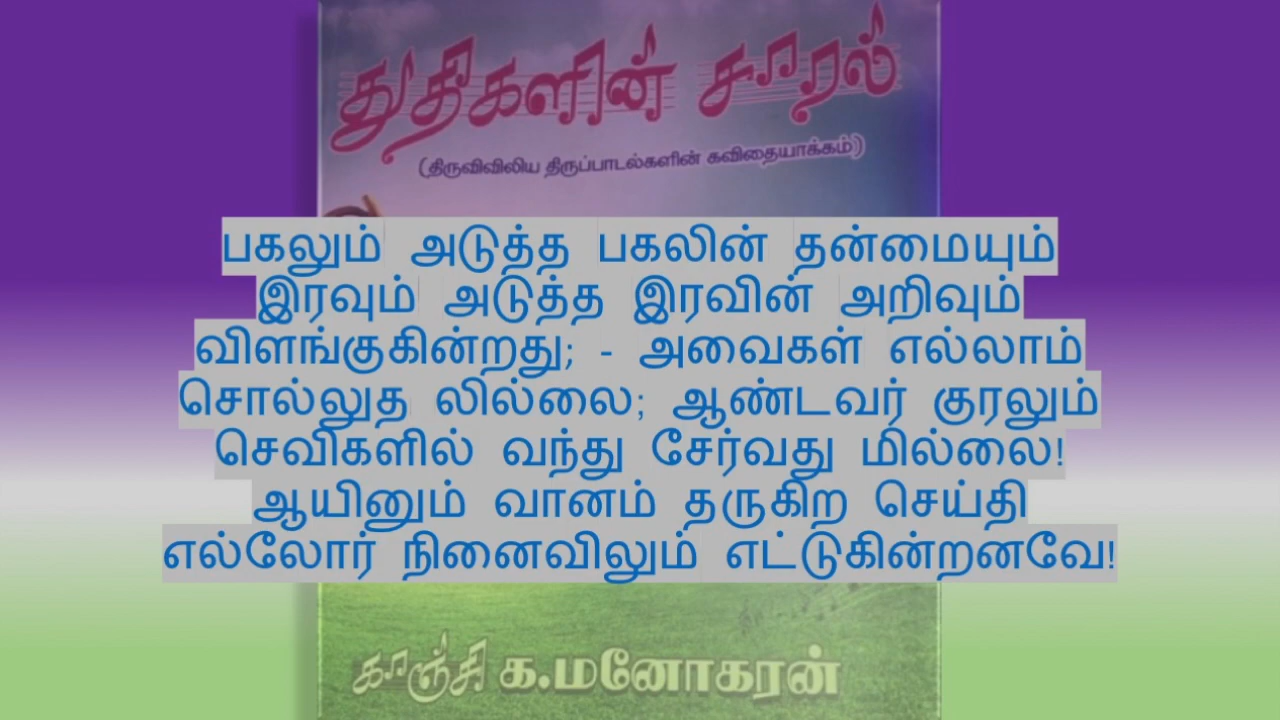 துதிகளின் சாரல்
(திருவிவிலிய திருப்பாடல்களின் கவிதையாக்கம்)
பகலும் அடுத்த பகலின் தன்மையும்
இரவும் அடுத்த இரவின் அறிவும்
விளங்குகின்றது; - அவைகள் எல்லாம்
சொல்லுத லில்லை; ஆண்டவர் குரலும்
செவிகளில் வந்து சேர்வது மில்லை!
ஆயினும் வானம் தருகிற செய்தி
எல்லோர் நினைவிலும் எட்டுகின்றனவே!
காஞ்சி க.மனோகரன்